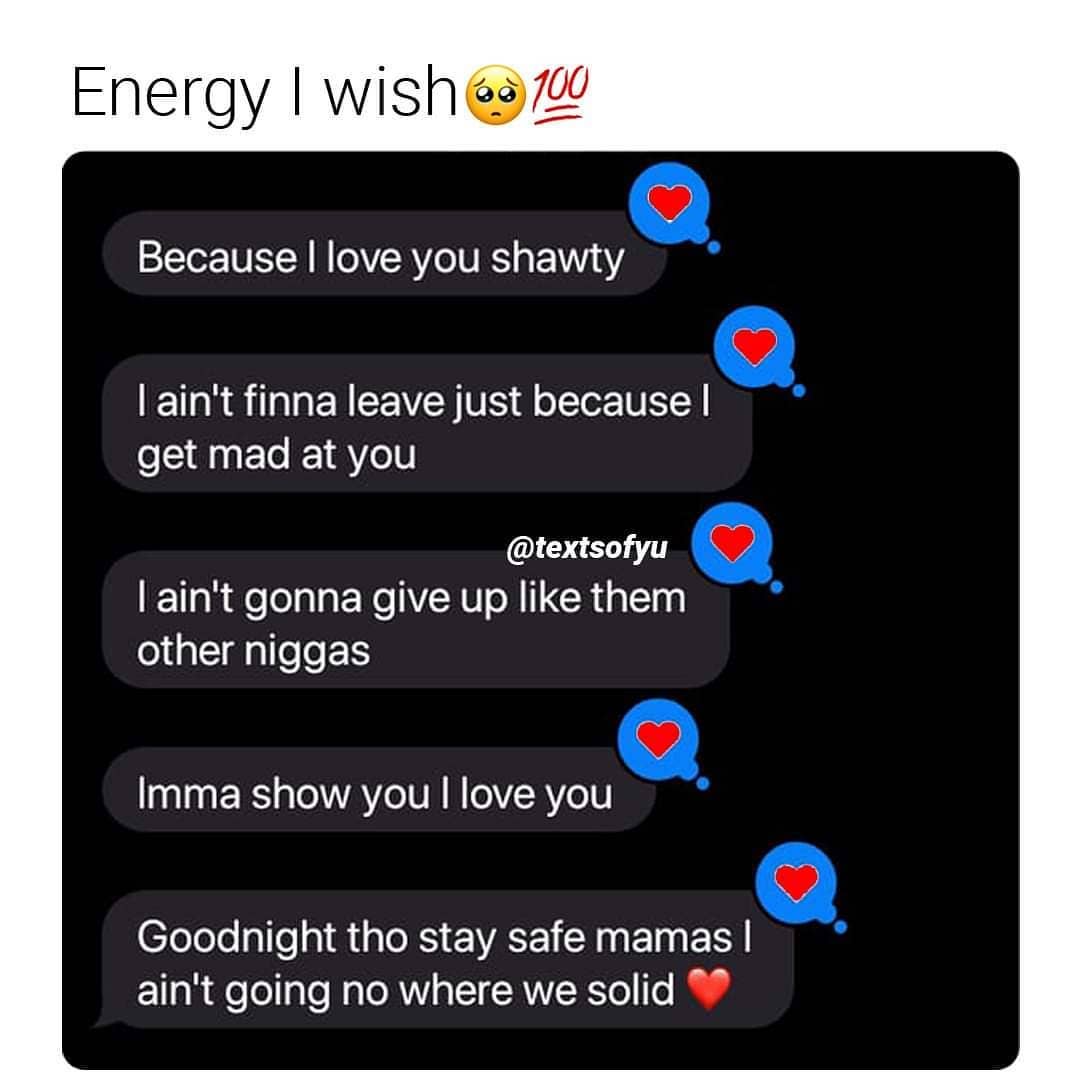 Energy I wish🥺💯
Because I love you shawty
I ain't finna leave just because I
get mad at you
@textsofyu
I ain't gonna give up like them
other niggas
Imma show you I love you
Goodnight tho stay safe mamas I
ain't going no where we solid ❤️